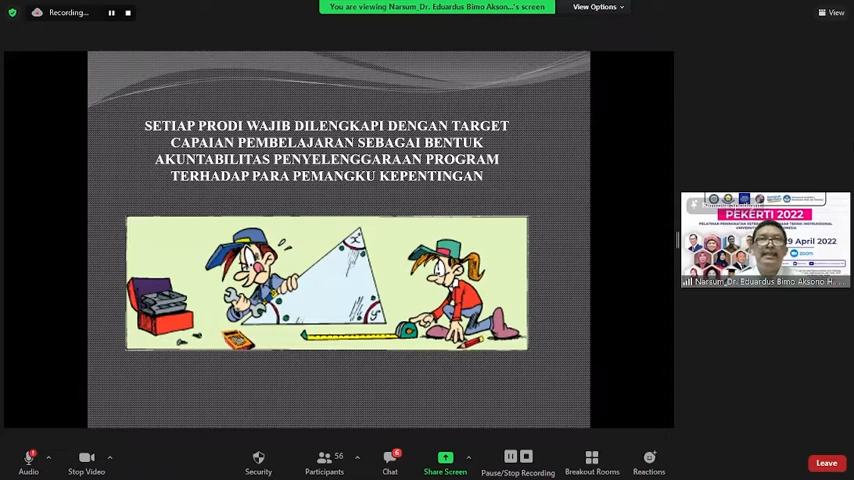 Recording...
You are viewing Narsum_Dr. Eduardus Bimo Akson...'s screen
View Options
View
SETIAP PRODI WAJIB DILENGKAPI DENGAN TARGET
CAPAIAN PEMBELAJARAN SEBAGAI BENTUK
AKUNTABILITAS PENYELENGGARAAN PROGRAM
TERHADAP PARA PEMANGKU KEPENTINGAN
x
PEKERTI 2022
9 April 2022
zoom
Narsum_Dr. Eduardus Bimo Aksono H...
Audio
Stop Video
Security
56
Participants
6
Chat
Share Screen
Pause/Stop Recording
Breakout Rooms
Reactions
Leave